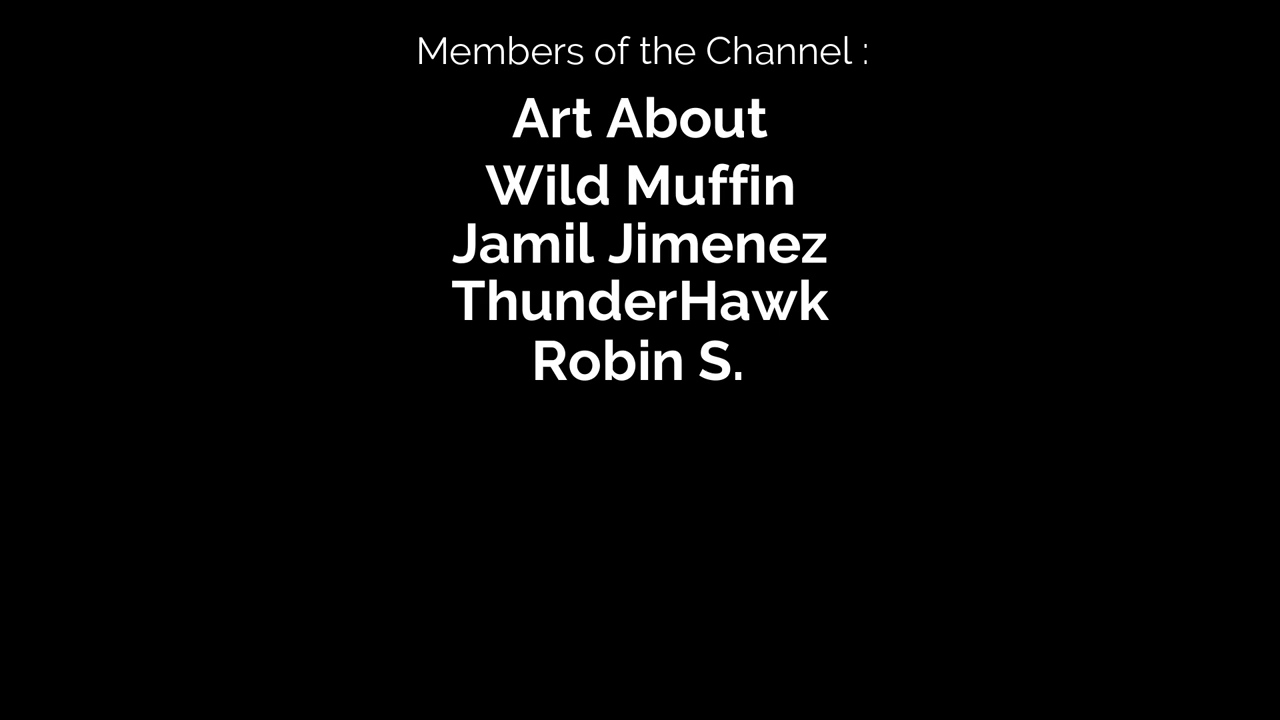 Members of the Channel :
Art About
Wild Muffin
Jamil Jimenez
ThunderHawk
Robin S.